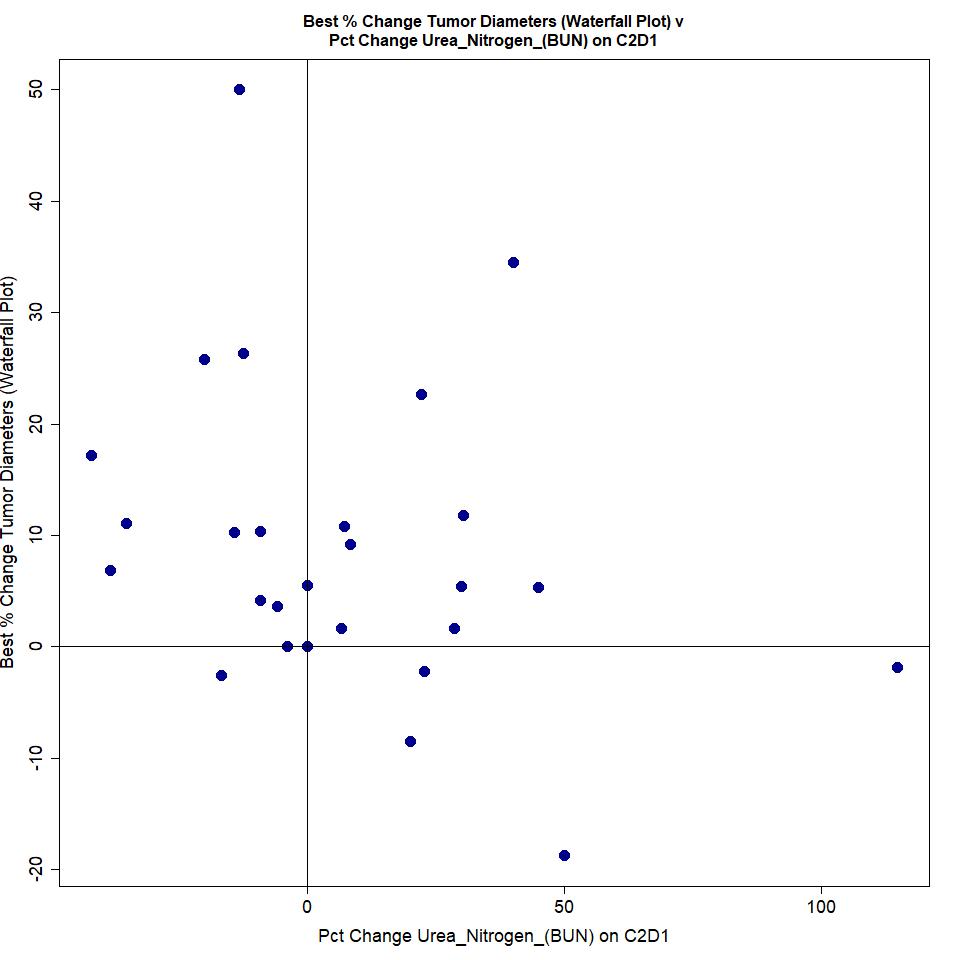 Best % Change Tumor Diameters (Waterfall Plot) v
Pct Change Urea_Nitrogen_(BUN) on C2D1
Best % Change Tumor Diameters (Waterfall Plot)
50
40
30
20
10
0
-10
-20
0
50
100
Pct Change Urea_Nitrogen_(BUN) on C2D1